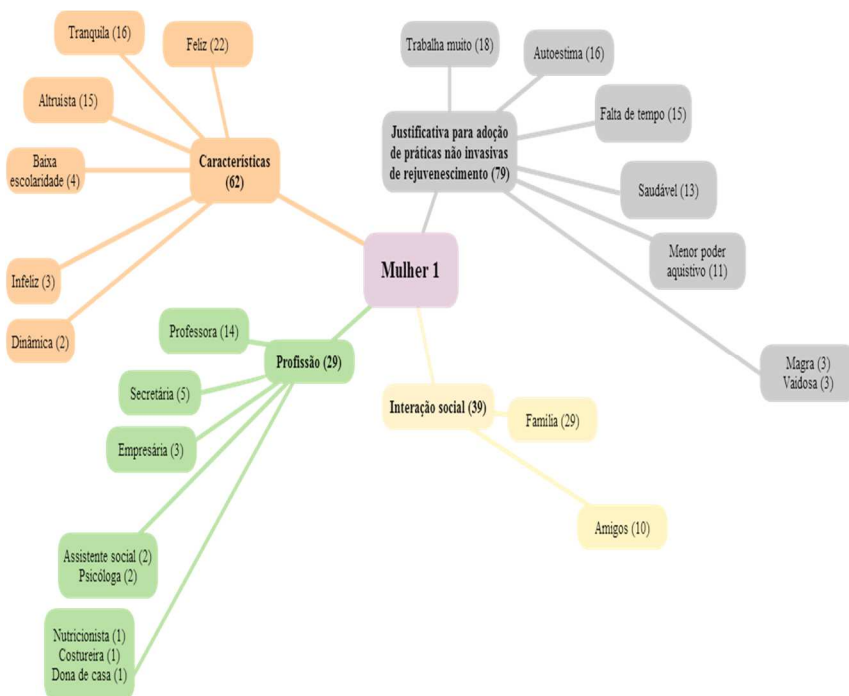 Tranquila (16)
Feliz (22)
Altruísta (15)
Baixa
escolaridade (4)
Características
(62)
Infeliz (3)
Dinâmica (2)
Trabalha muito (18)
Autoestima (16)
Falta de tempo (15)
Justificativa para adoção
de práticas não invasivas
de rejuvenescimento (79)
Saudável (13)
Menor poder
aquistivo (11)
Magra (3)
Vaidosa (3)
Mulher 1
Professora (14)
Profissão (29)
Secretária (5)
Empresária (3)
Assistente social (2)
Psicóloga (2)
Nutricionista (1)
Costureira (1)
Dona de casa (1)
Interação social (39)
Família (29)
Amigos (10)